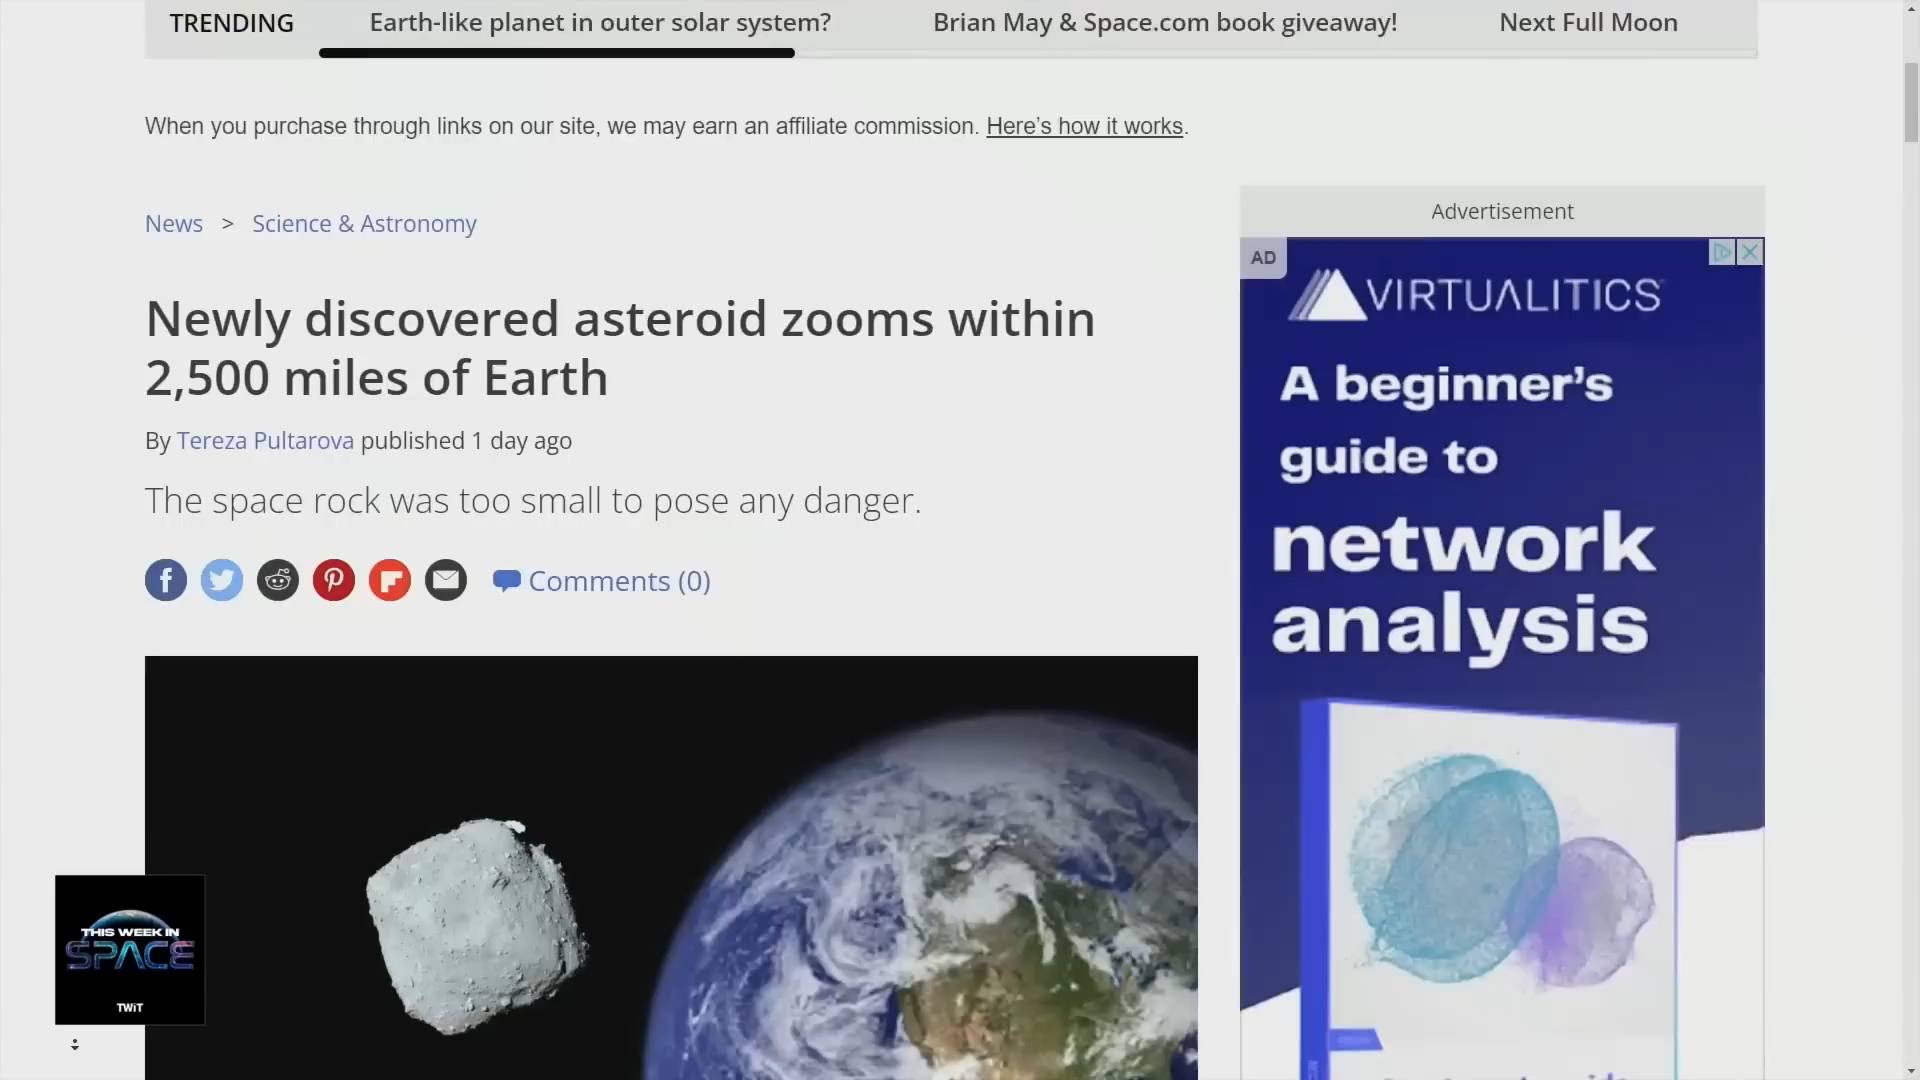 TRENDING
Earth-like planet in outer solar system?
Brian May & Space.com book giveaway!
Next Full Moon
When you purchase through links on our site, we may earn an affiliate commission. Here’s how it works.
News > Science & Astronomy
Newly discovered asteroid zooms within
2,500 miles of Earth
By Tereza Pultarova published 1 day ago
The space rock was too small to pose any danger.
Comments (0)
Advertisement
AD
VIRTUALITICS
A beginner’s
guide to
network
analysis
THIS WEEK IN
SPACE
TWiT